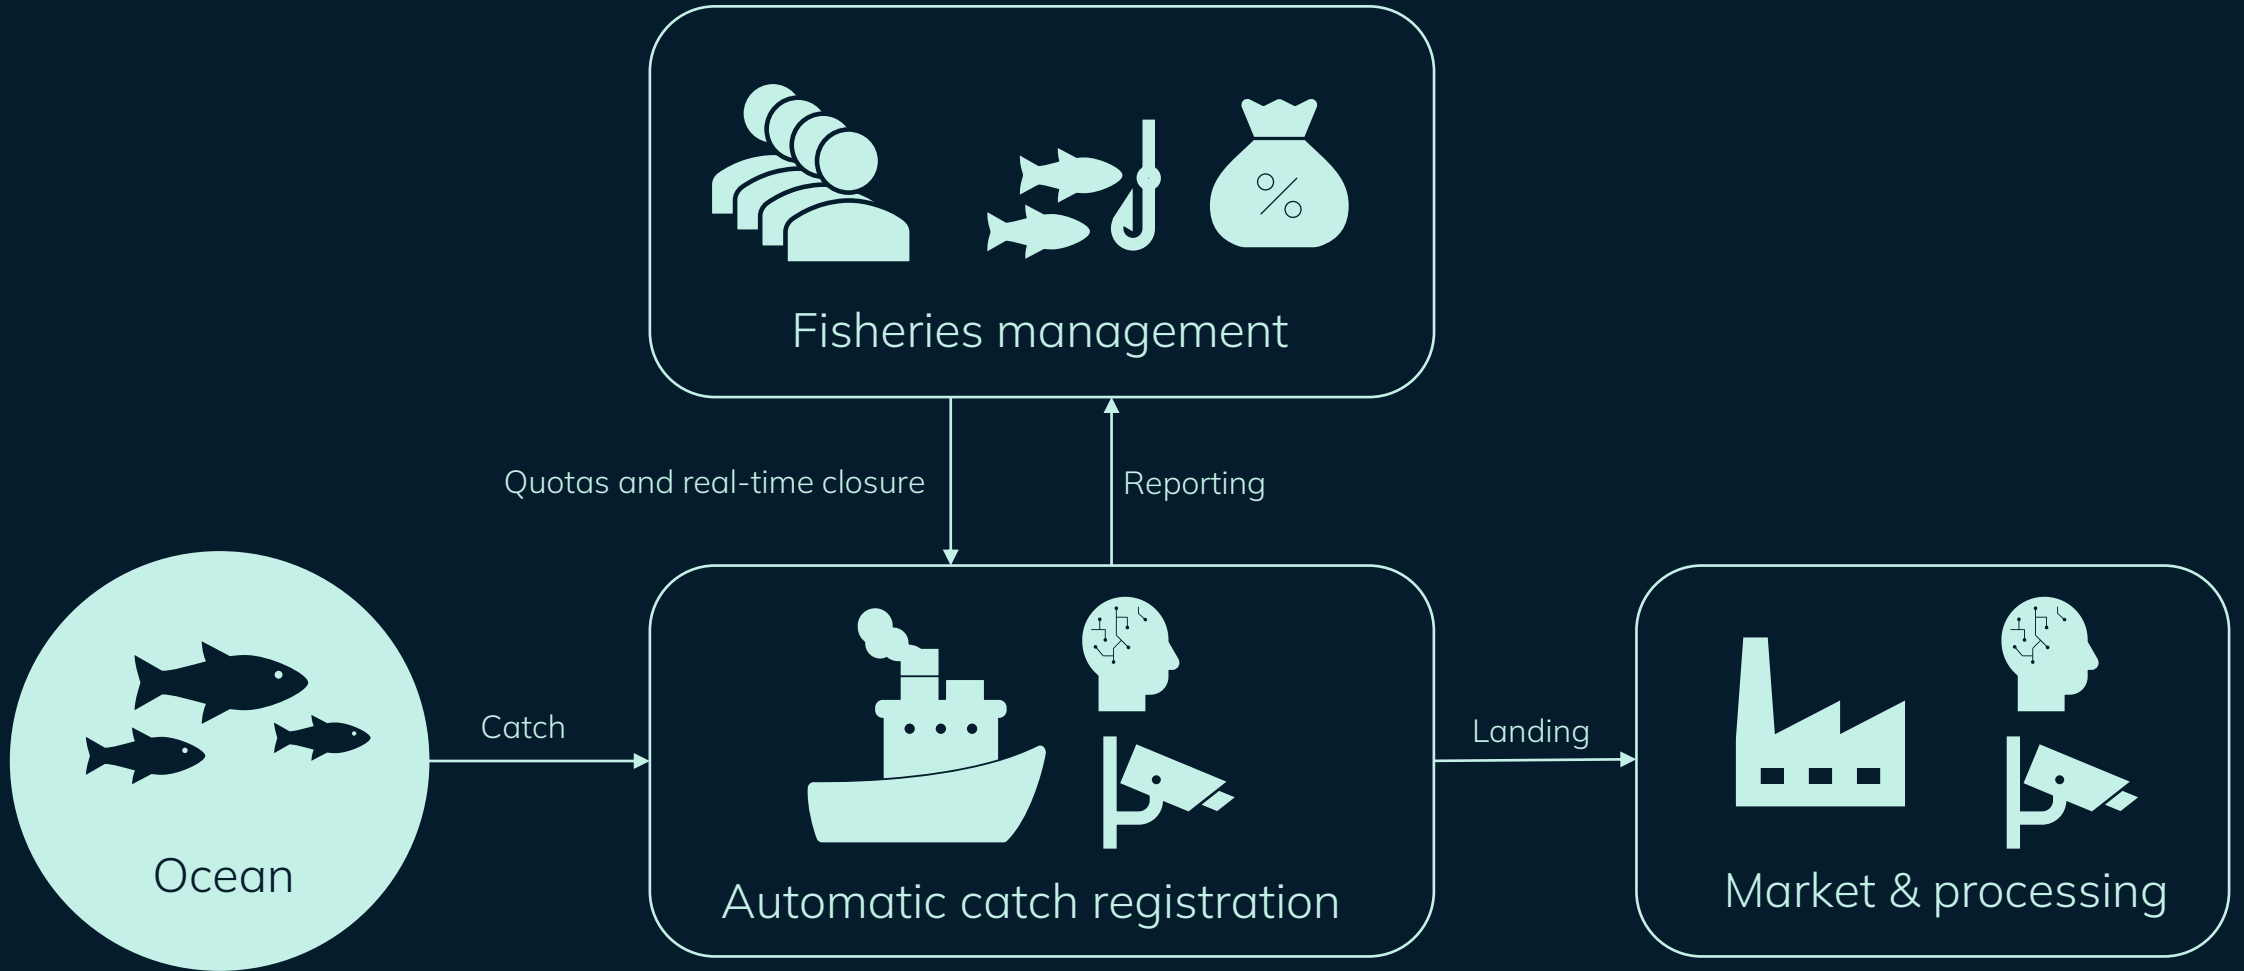 %
Fisheries management
Quotas and real-time closure
Reporting
Ocean
Catch
Automatic catch registration
Landing
Market & processing